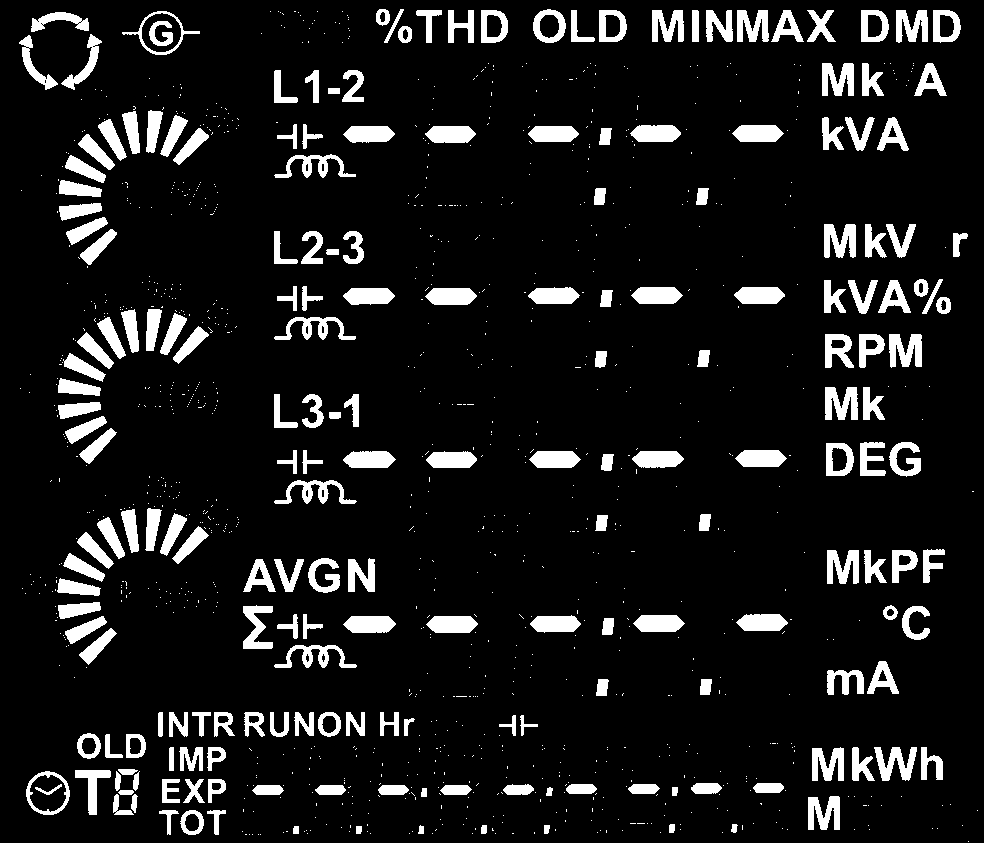 G %THD OLD MINMAX DMD
L1-2 Mk A
kVA
L2-3 MkV r
kVA%
RPM
L3-1 Mk
DEG
AVGN MkPF
Σ °C
mA
INTR RUNON Hr
OLD IMP MkWh
T8 EXP
TOT M